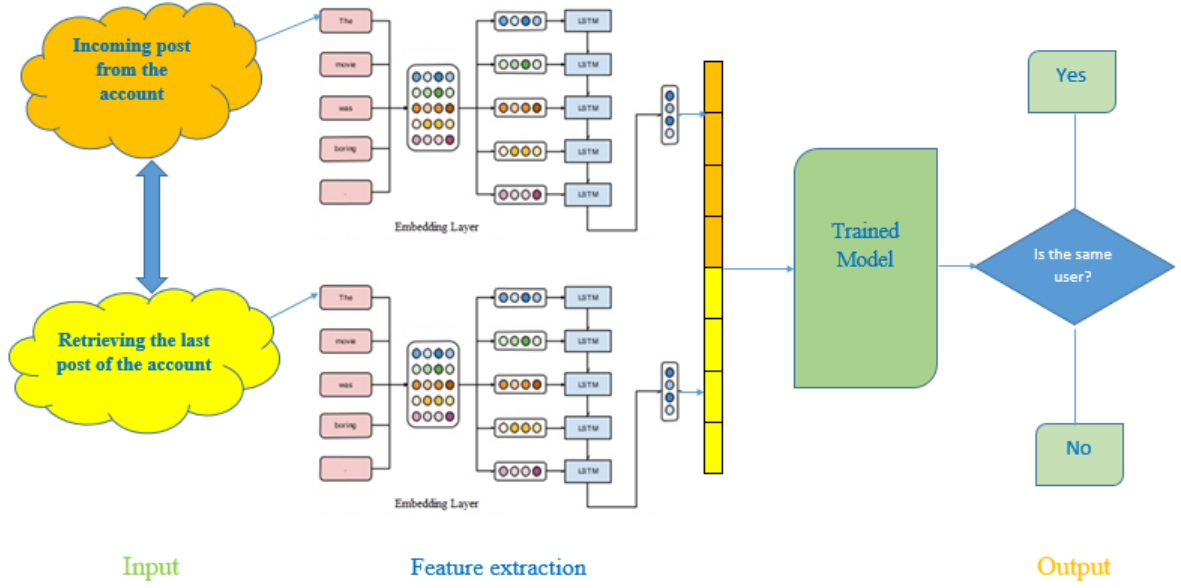 Incoming post
from the
account
The
movie
was
boring
.
LSTM
LSTM
LSTM
LSTM
LSTM
Embedding Layer
Retrieving the last
post of the account
The
movie
was
boring
.
LSTM
LSTM
LSTM
LSTM
LSTM
Embedding Layer
Trained
Model
Yes
Is the same
user?
No
Input
Feature extraction
Output